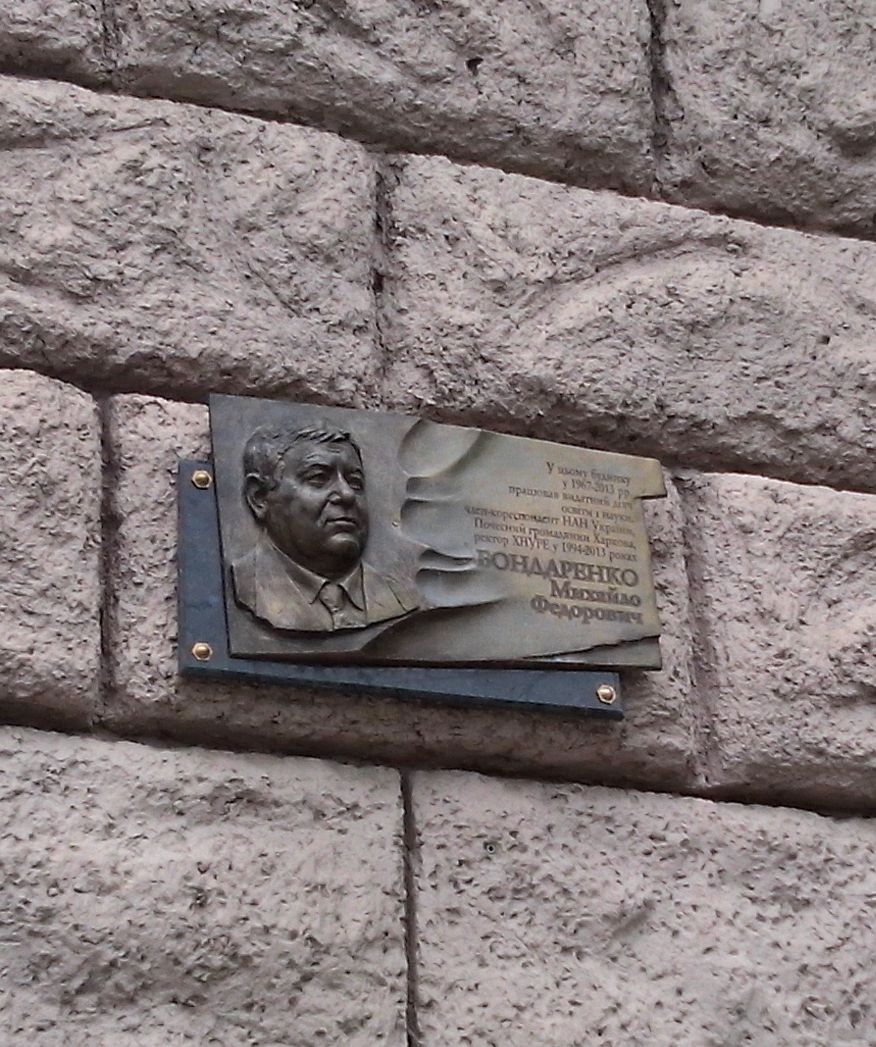 У цьому будинку
у 1967-2013 рр.
працював видатний діяч
освіти і науки,
член-кореспондент НАН України,
Почесний громадянин Харкова,
ректор ХНУРЕ у 1994-2013 роках
БОНДАРЕНКО
Михайло
Федорович